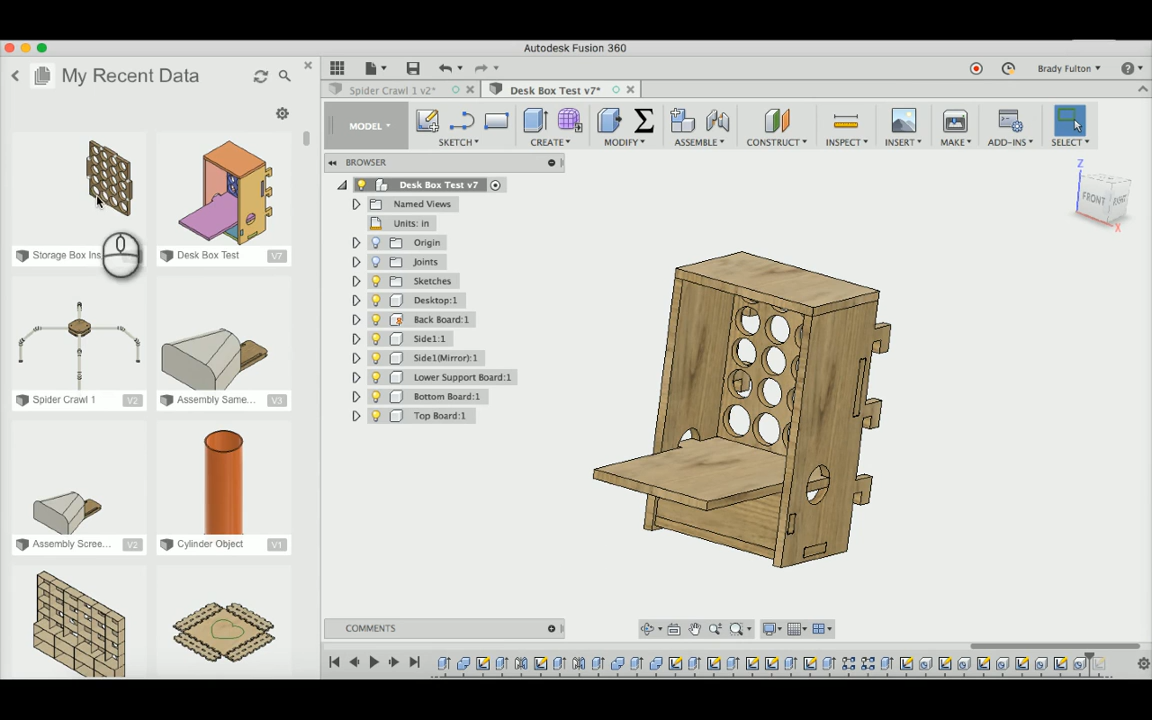 Autodesk Fusion 360
My Recent Data
Brady Fulton
Spider Crawl 1 v2*
Desk Box Test v7*
MODEL
SKETCH
CREATE
MODIFY
ASSEMBLE
CONSTRUCT
INSPECT
INSERT
MAKE
ADD-INS
SELECT
BROWSER
Desk Box Test v7
Named Views
Units: in
Origin
Joints
Sketches
Desktop:1
Back Board:1
Side1:1
Side1(Mirror):1
Lower Support Board:1
Bottom Board:1
Top Board:1
Z
FRONT
RIGHT
X
Storage Box Ins
Desk Box Test
V7
Spider Crawl 1
V2
Assembly Same...
V3
Assembly Scree...
V2
Cylinder Object
V1
COMMENTS